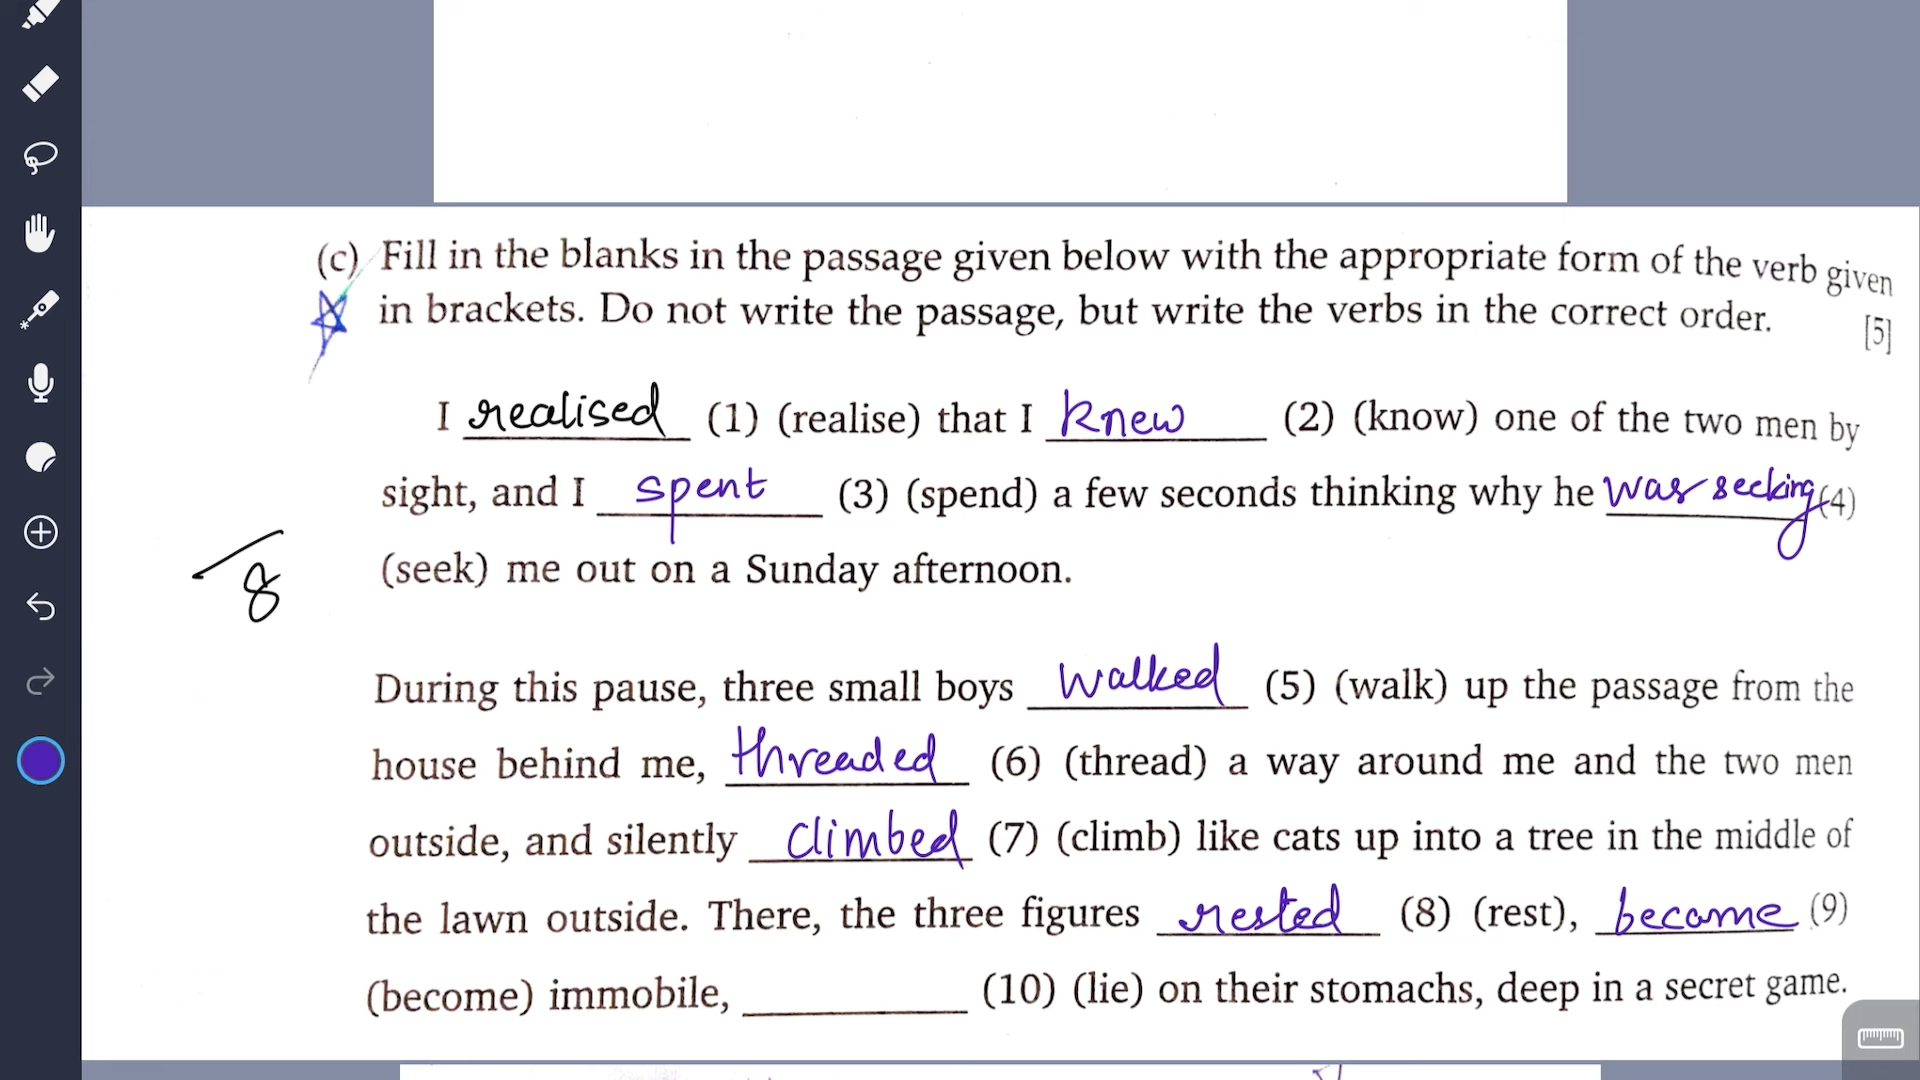 (c) Fill in the blanks in the passage given below with the appropriate form of the verb given
in brackets. Do not write the passage, but write the verbs in the correct order. [5]
I realised (1) (realise) that I knew (2) (know) one of the two men by
sight, and I spent (3) (spend) a few seconds thinking why he was seeking (4)
(seek) me out on a Sunday afternoon.
8
During this pause, three small boys walked (5) (walk) up the passage from the
house behind me, threaded (6) (thread) a way around me and the two men
outside, and silently climbed (7) (climb) like cats up into a tree in the middle of
the lawn outside. There, the three figures rested (8) (rest), became (9)
(become) immobile, (10) (lie) on their stomachs, deep in a secret game.